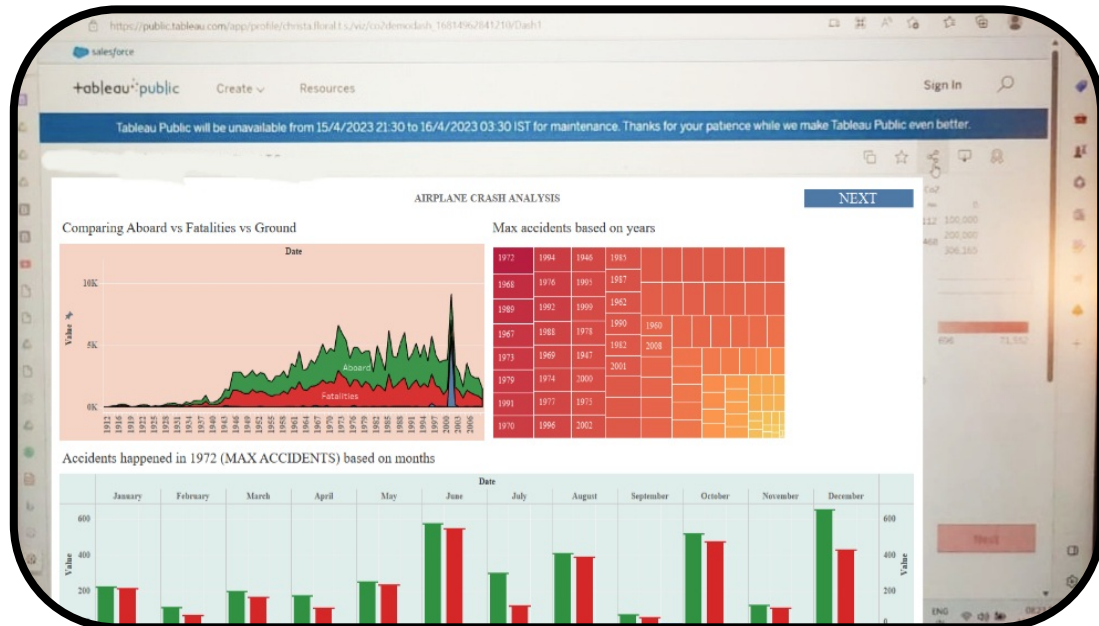 https://public.tableau.com/app/profile/christa.floral.t.s./viz/co2demodash_16814962841210/Dash1
salesforce
+ableau public
Create
Resources
Sign In
Tableau Public will be unavailable from 15/4/2023 21:30 to 16/4/2023 03:30 IST for maintenance. Thanks for your patience while we make Tableau Public even better.
AIRPLANE CRASH ANALYSIS
NEXT
Co2
112 100,000
200,000
468 306,165
696 71,552
Next
Comparing Aboard vs Fatalities vs Ground
Date
Value
10K
5K
0K
Aboard
Fatalities
1912 1916 1919 1922 1925 1928 1931 1934 1937 1940 1943 1946 1949 1952 1955 1958 1961 1964 1967 1970 1973 1976 1979 1982 1985 1988 1991 1994 1997 2000 2003 2006
Max accidents based on years
1972 1994 1946 1985
1968 1976 1995 1987
1989 1992 1999 1962
1967 1988 1978 1990 1960
1973 1969 1947 1982 2008
1979 1974 2000 2001
1991 1977 1975
1970 1996 2002
Accidents happened in 1972 (MAX ACCIDENTS) based on months
Date
January February March April May June July August September October November December
Value
600 600
400 400
200 200
0
Value
ENG
IN